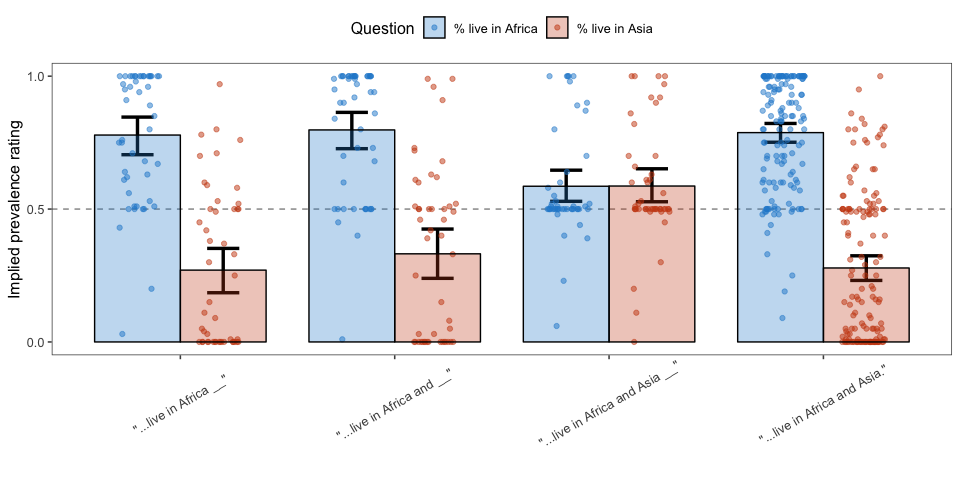 Question % live in Africa % live in Asia
Implied prevalence rating
1.0
0.5
0.0
"...live in Africa __"
"...live in Africa and __"
"...live in Africa and Asia __"
"...live in Africa and Asia."